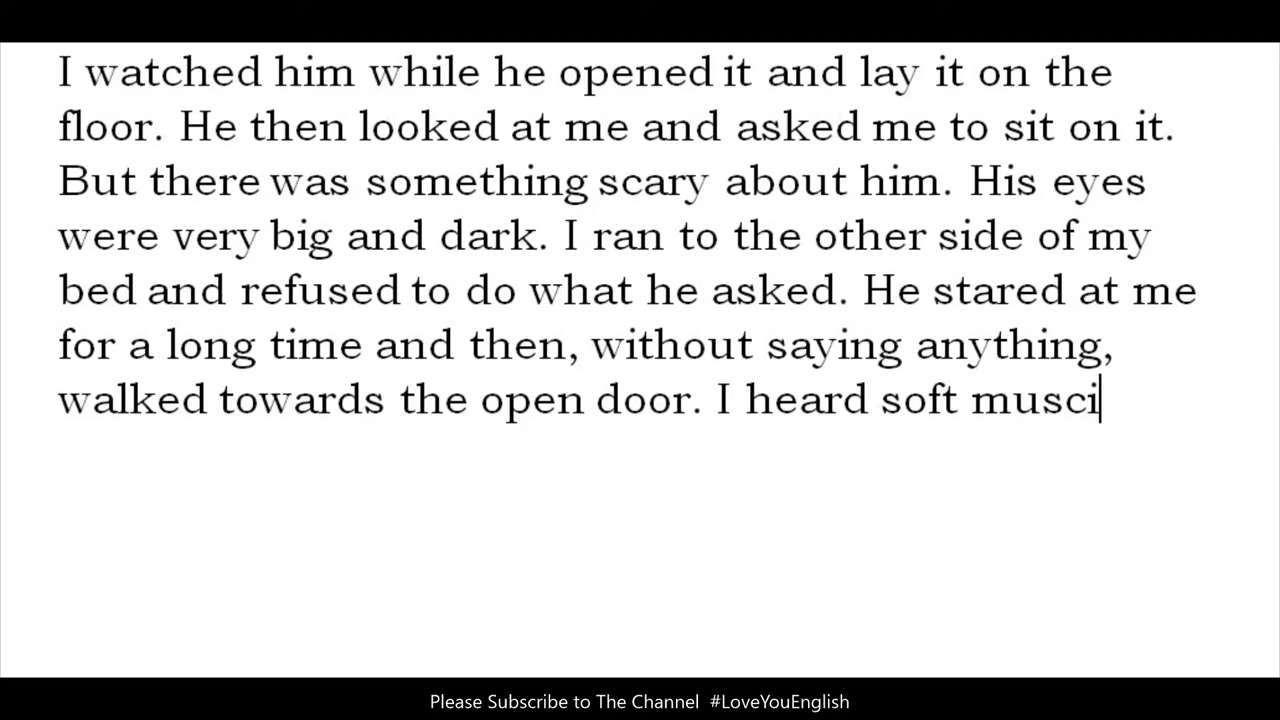 I watched him while he opened it and lay it on the
floor. He then looked at me and asked me to sit on it.
But there was something scary about him. His eyes
were very big and dark. I ran to the other side of my
bed and refused to do what he asked. He stared at me
for a long time and then, without saying anything,
walked towards the open door. I heard soft musci
Please Subscribe to The Channel #LoveYouEnglish